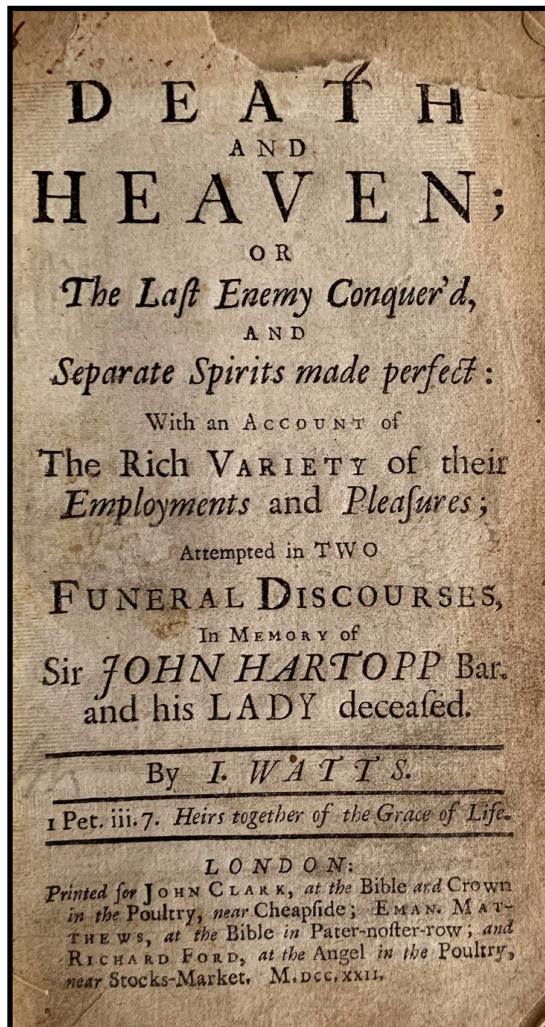 DEATH
AND
HEAVEN;
OR
The Laſt Enemy Conquer'd,
AND
Separate Spirits made perfect:
With an ACCOUNT of
The Rich VARIETY of their
Employments and Pleaſures;
Attempted in TWO
FUNERAL DISCOURSES,
In MEMORY of
Sir JOHN HARTOPP Bar.
and his LADY deceaſed.
By I. WATTS.
1 Pet. iii. 7. Heirs together of the Grace of Life.
LONDON:
Printed for JOHN CLARK, at the Bible and Crown
in the Poultry, near Cheapſide; EMAN. MAT-
THEWS, at the Bible in Pater-noſter-row; and
RICHARD FORD, at the Angel in the Poultry,
near Stocks-Market. M.DCC.XXII.